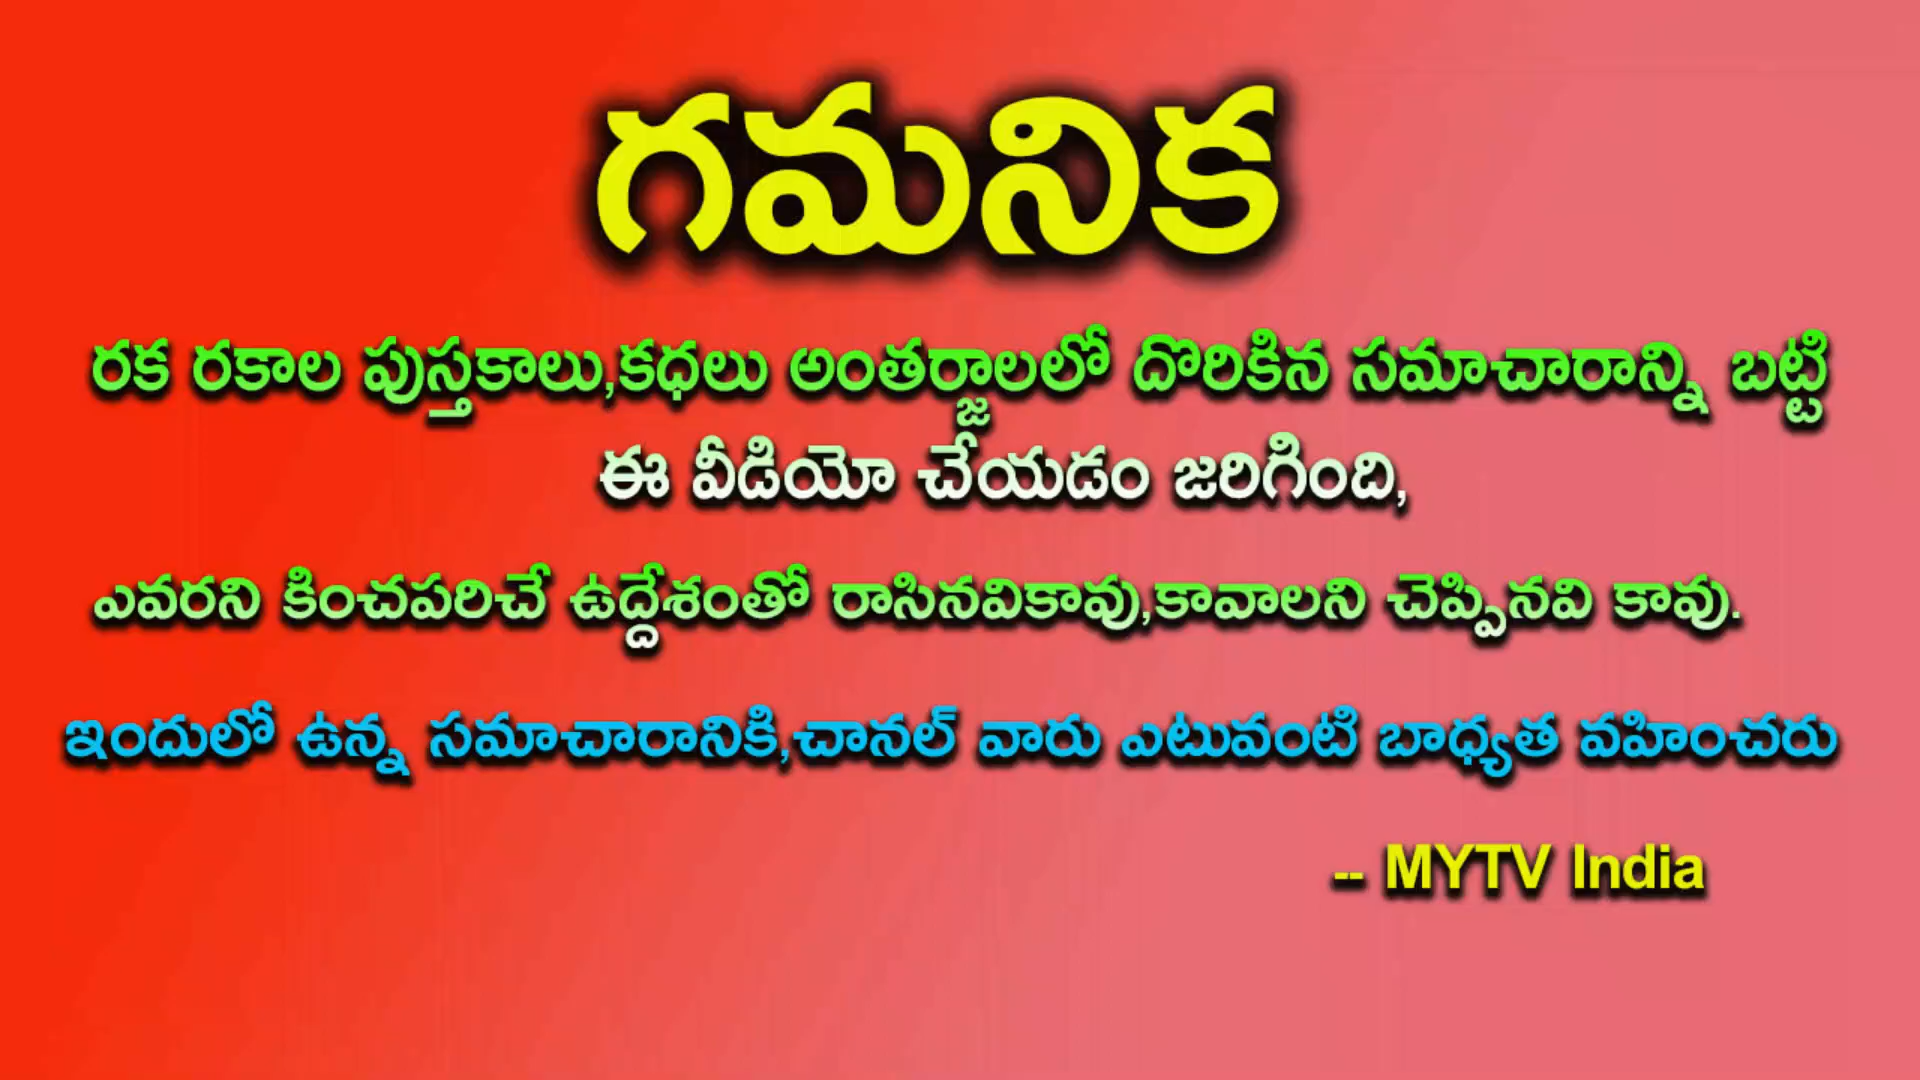 గమనిక
రక రకాల పుస్తకాలు,కధలు అంతర్జాలలో దొరికిన సమాచారాన్ని బట్టి
ఈ వీడియో చేయడం జరిగింది,
ఎవరని కించపరిచే ఉద్దేశంతో రాసినవికావు,కావాలని చెప్పినవి కావు.
ఇందులో ఉన్న సమాచారానికి,చానల్ వారు ఎటువంటి బాధ్యత వహించరు
-- MYTV India